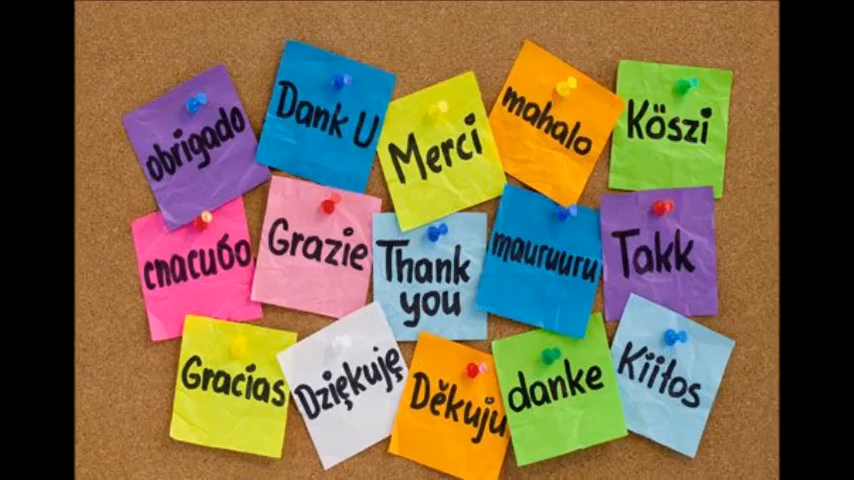 obrigado
Dank U
Merci
mahalo
Köszi
спасибо
Grazie
Thank
you
mauruuru
Takk
Gracias
Dziękuję
Děkuju
danke
Kiitos